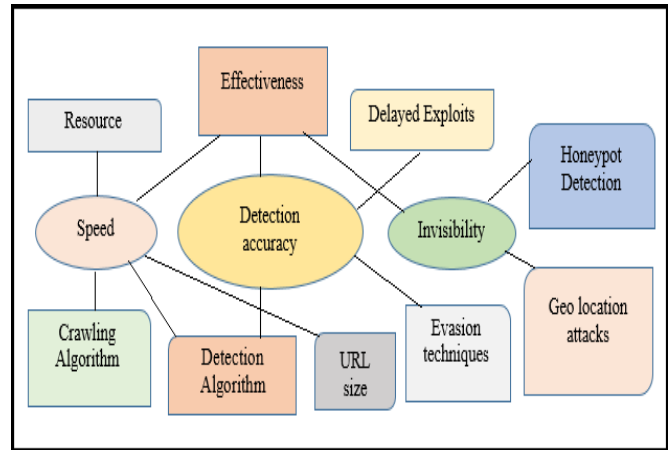 Effectiveness
Resource
Delayed Exploits
Honeypot
Detection
Speed
Detection
accuracy
Invisibility
Crawling
Algorithm
Detection
Algorithm
URL
size
Evasion
techniques
Geo location
attacks